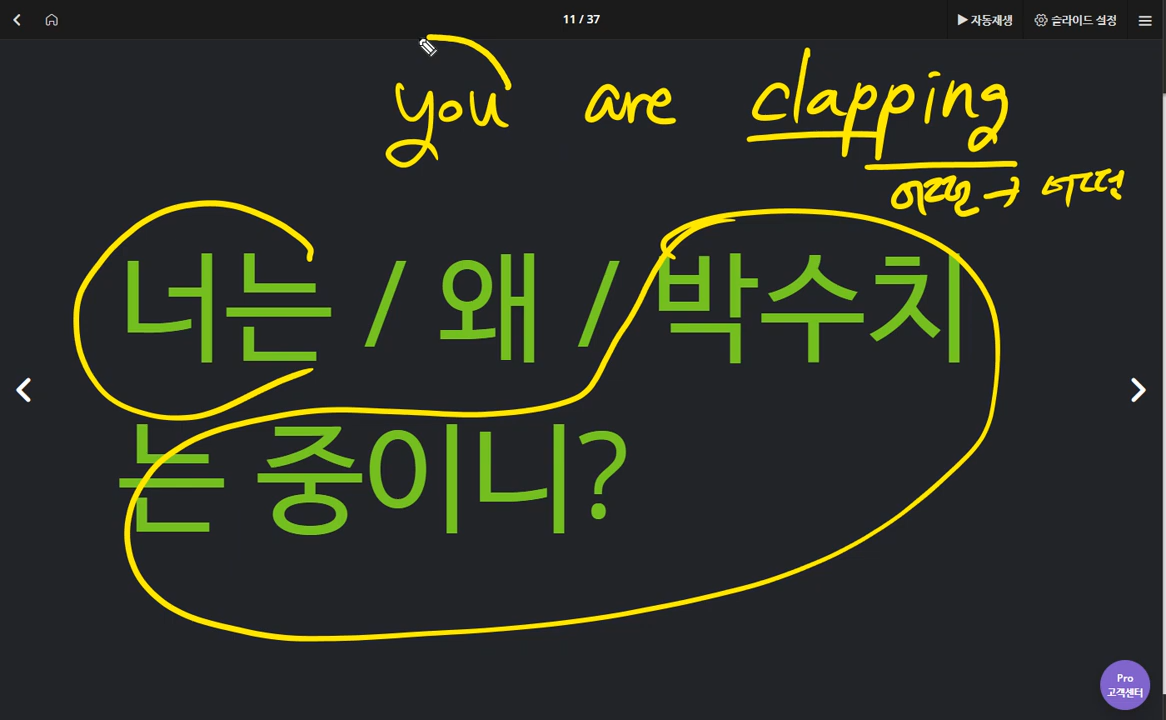 11 / 37
▶ 자동재생
슬라이드 설정
you are clapping
너는 / 왜 / 박수치
는 중이니?
Pro
고객센터